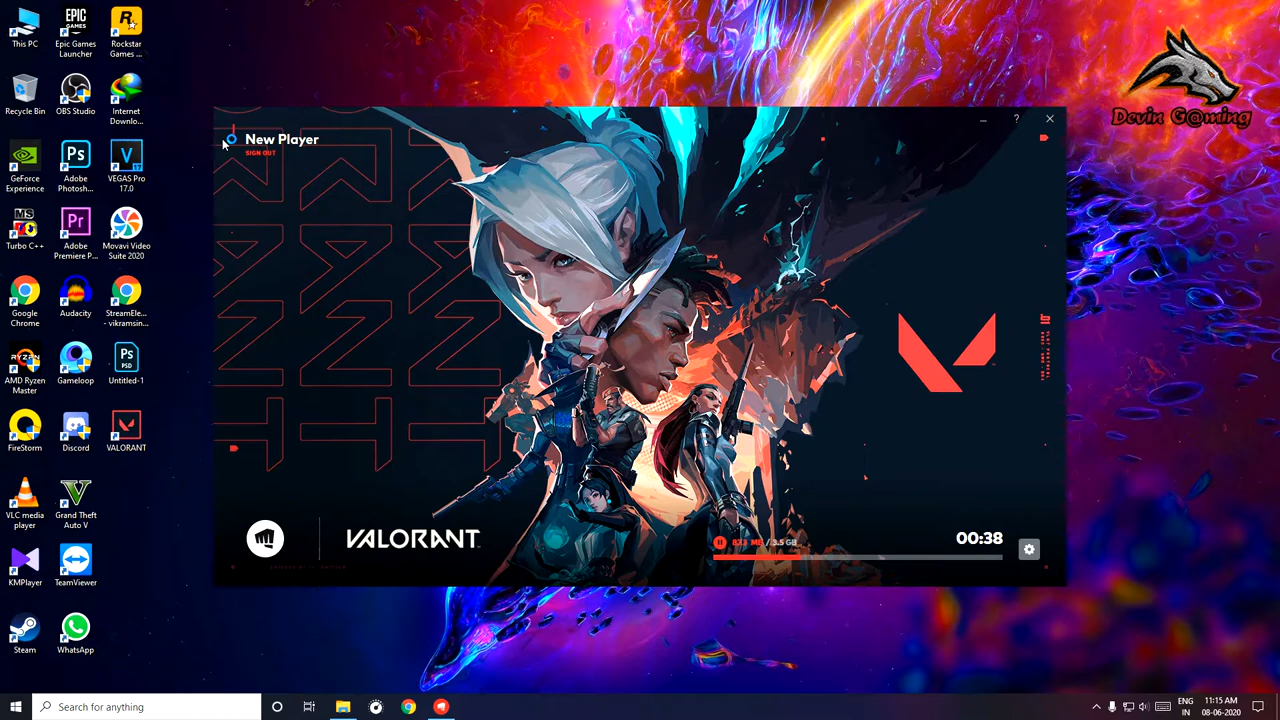 This PC
Epic Games
Launcher
Rockstar
Games ...
Recycle Bin
OBS Studio
Internet
Downlo...
GeForce
Experience
Adobe
Photosh...
VEGAS Pro
17.0
Turbo C++
Adobe
Premiere P...
Movavi Video
Suite 2020
Google
Chrome
Audacity
StreamEle...
- vikramsin...
AMD Ryzen
Master
Gameloop
Untitled-1
FireStorm
Discord
VALORANT
VLC media
player
Grand Theft
Auto V
KMPlayer
TeamViewer
Steam
WhatsApp
Devin G@ming
New Player
SIGN OUT
VALORANT
/ 3.5 GB
00:38
Search for anything
ENG
IN
11:15 AM
08-06-2020